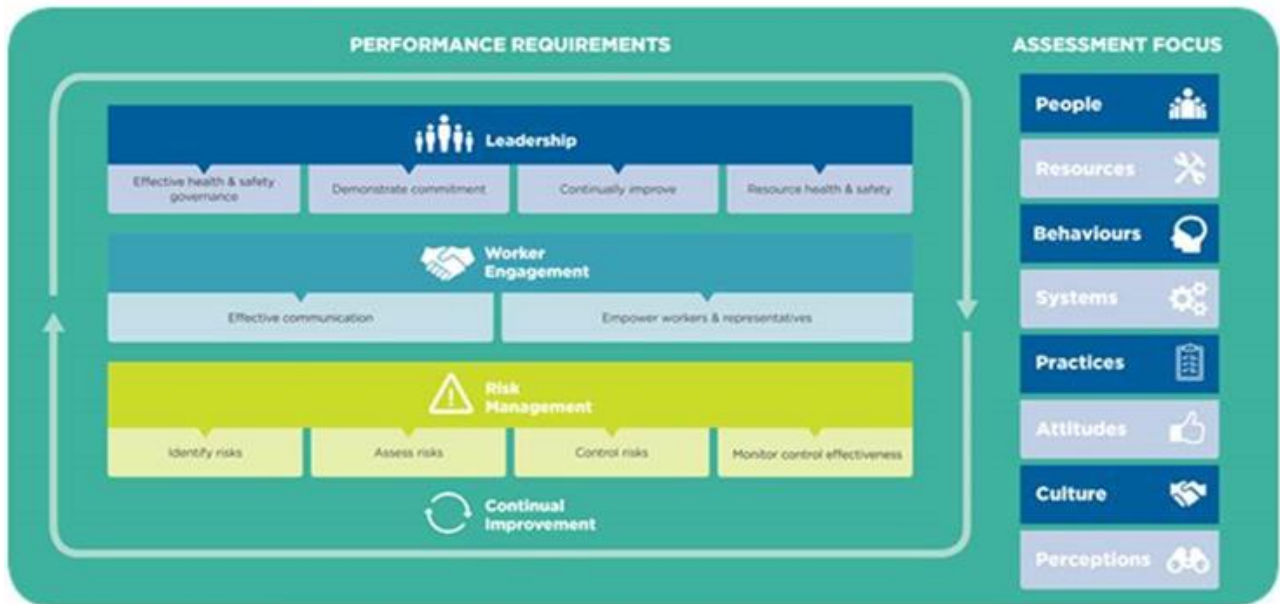 PERFORMANCE REQUIREMENTS
Leadership
Effective health & safety
governance
Demonstrate commitment
Continually improve
Resource health & safety
Worker
Engagement
Effective communication
Empower workers & representatives
Risk
Management
Identify risks
Assess risks
Control risks
Monitor control effectiveness
Continual
Improvement
ASSESSMENT FOCUS
People
Resources
Behaviours
Systems
Practices
Attitudes
Culture
Perceptions